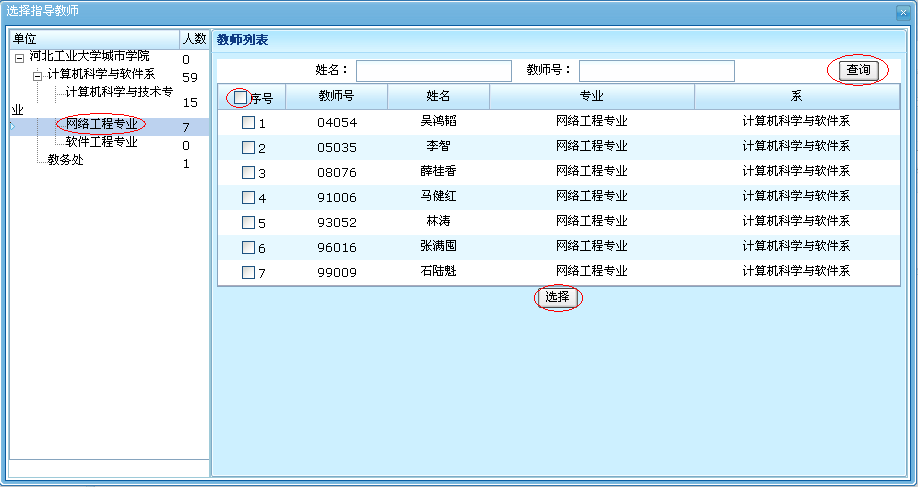 选择指导教师
单位 人数
河北工业大学城市学院 0
计算机科学与软件系 59
计算机科学与技术专业 15
网络工程专业 7
软件工程专业 0
教务处 1
教师列表
姓名： 教师号： 查询
序号 教师号 姓名 专业 系
1 04054 吴鸿韬 网络工程专业 计算机科学与软件系
2 05035 李智 网络工程专业 计算机科学与软件系
3 08076 薛桂香 网络工程专业 计算机科学与软件系
4 91006 马健红 网络工程专业 计算机科学与软件系
5 93052 林涛 网络工程专业 计算机科学与软件系
6 96016 张满囤 网络工程专业 计算机科学与软件系
7 99009 石陆魁 网络工程专业 计算机科学与软件系
选择